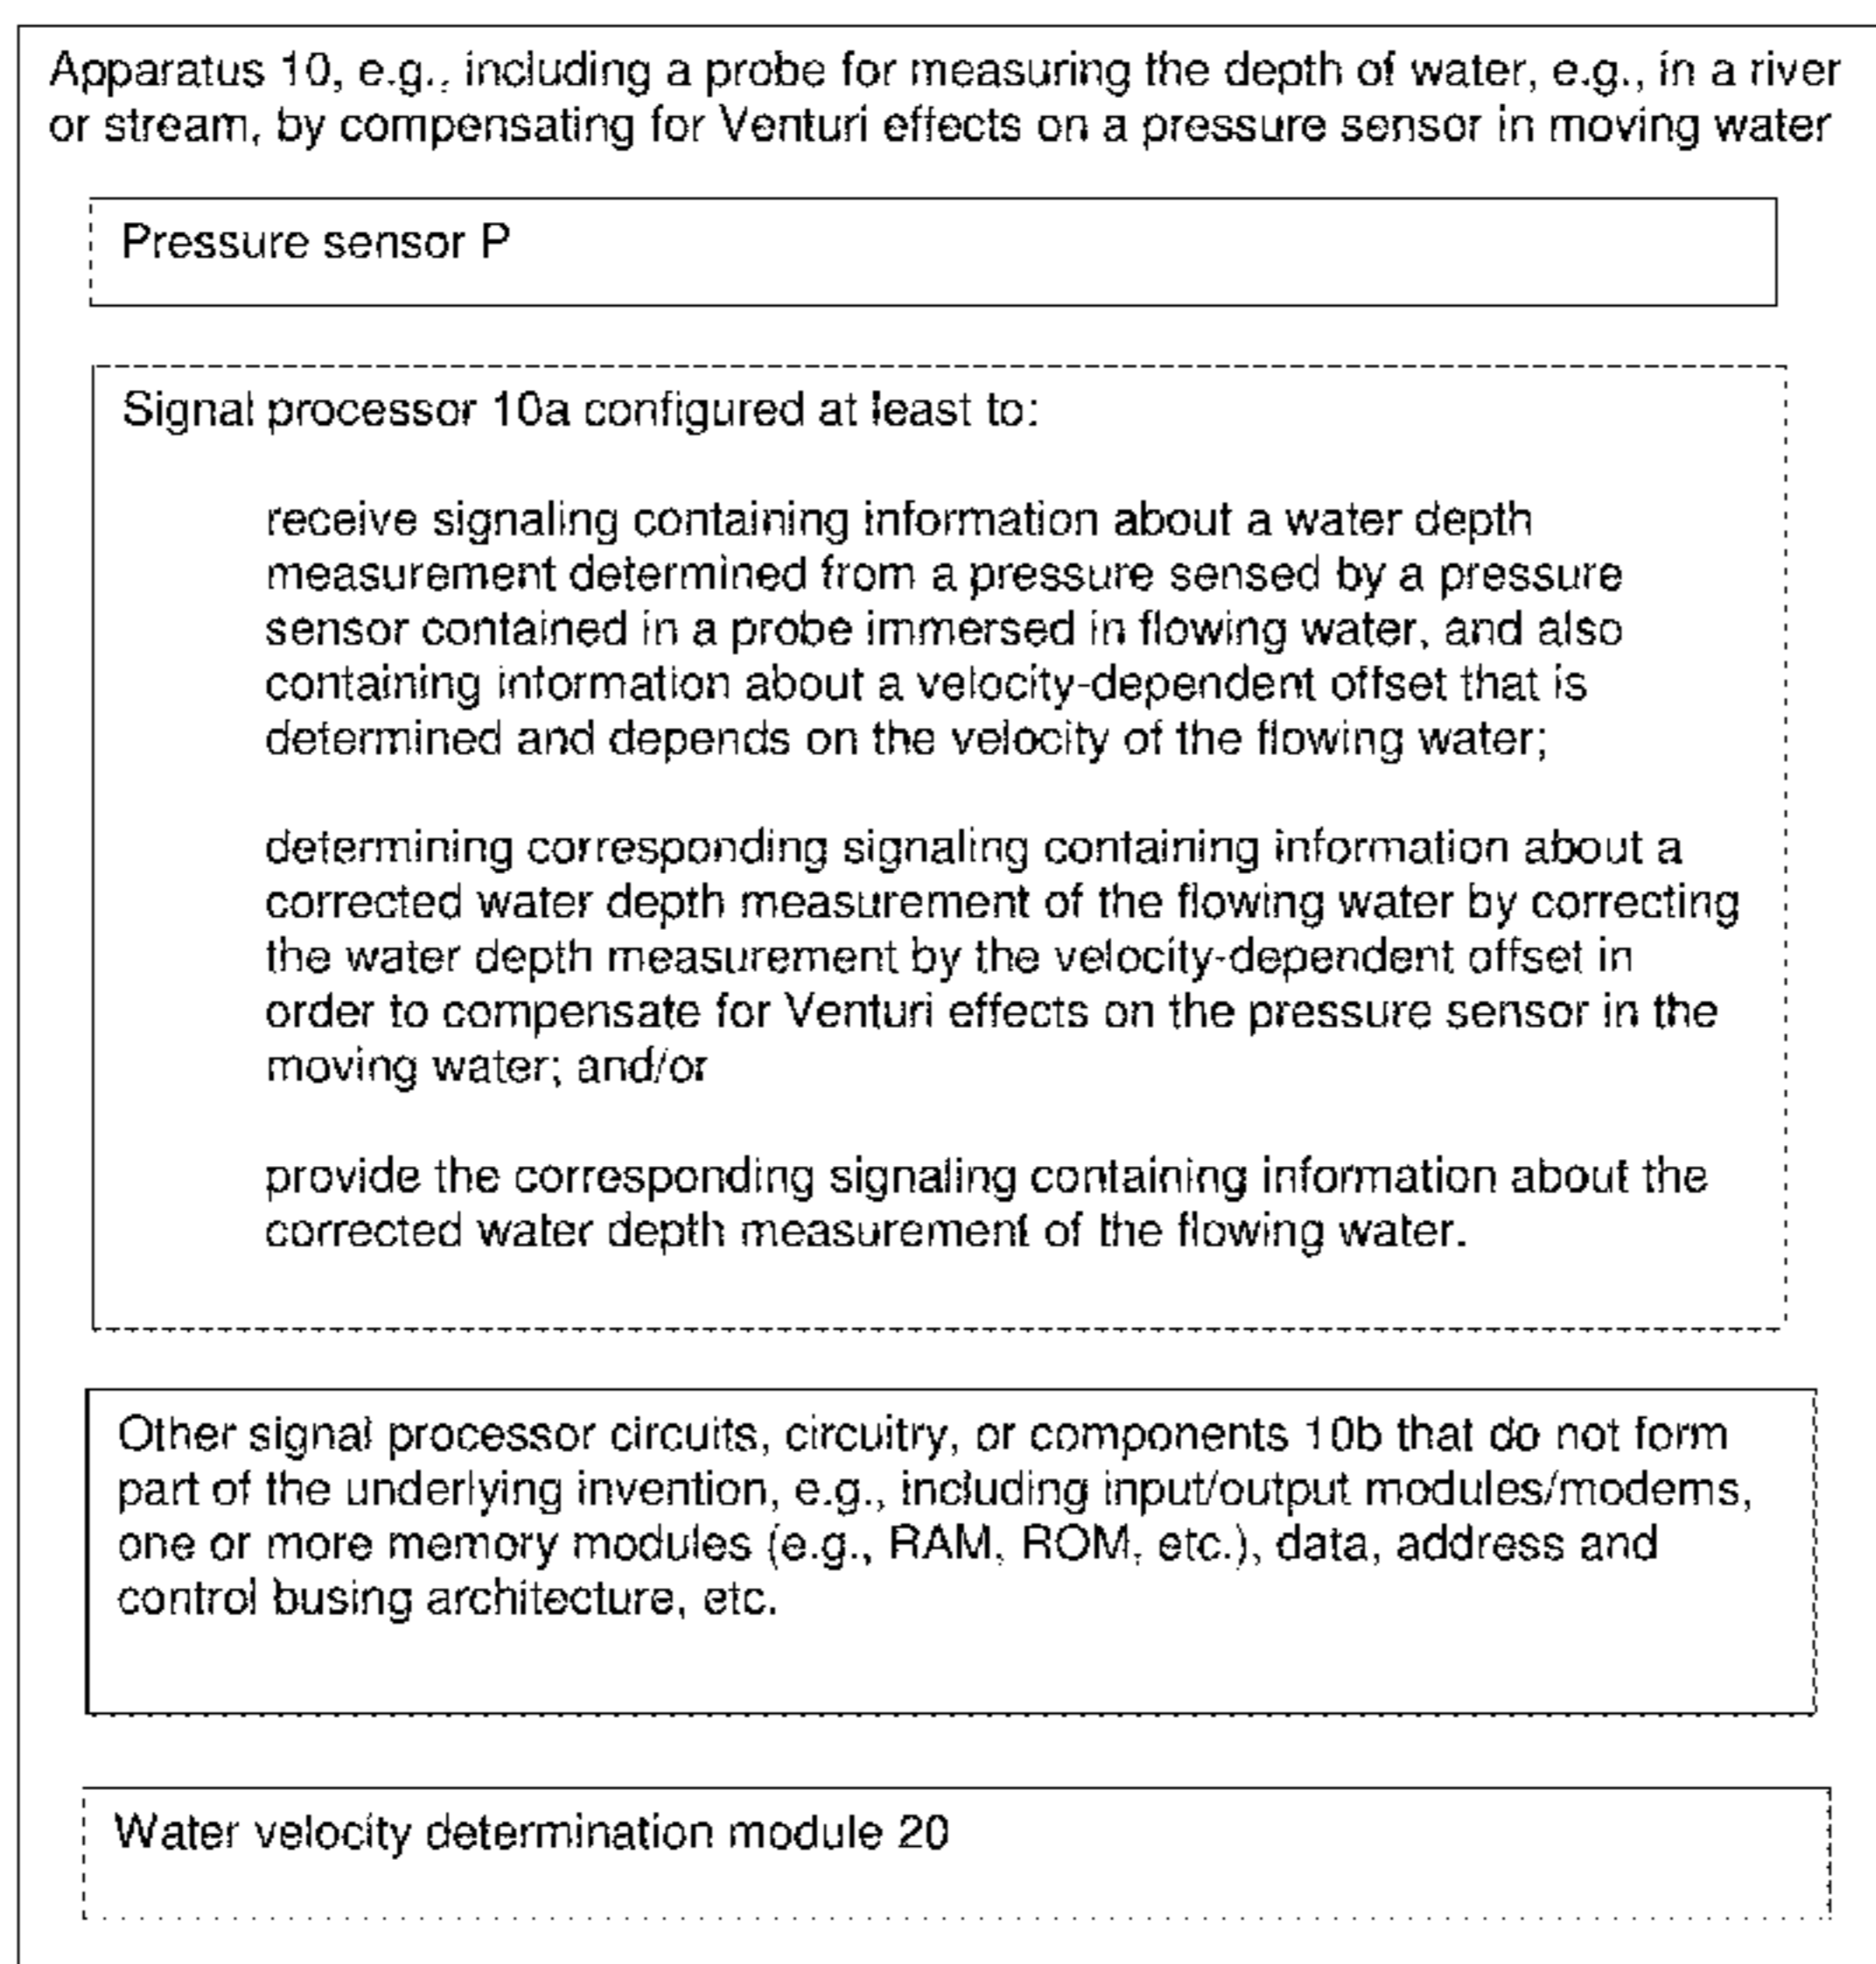 Apparatus 10, e.g., including a probe for measuring the depth of water, e.g., in a river
or stream, by compensating for Venturi effects on a pressure sensor in moving water
Pressure sensor P
Signal processor 10a configured at least to:
receive signaling containing information about a water depth
measurement determined from a pressure sensed by a pressure
sensor contained in a probe immersed in flowing water, and also
containing information about a velocity-dependent offset that is
determined and depends on the velocity of the flowing water;
determining corresponding signaling containing information about a
corrected water depth measurement of the flowing water by correcting
the water depth measurement by the velocity-dependent offset in
order to compensate for Venturi effects on the pressure sensor in the
moving water; and/or
provide the corresponding signaling containing information about the
corrected water depth measurement of the flowing water.
Other signal processor circuits, circuitry, or components 10b that do not form
part of the underlying invention, e.g., including input/output modules/modems,
one or more memory modules (e.g., RAM, ROM, etc.), data, address and
control busing architecture, etc.
Water velocity determination module 20